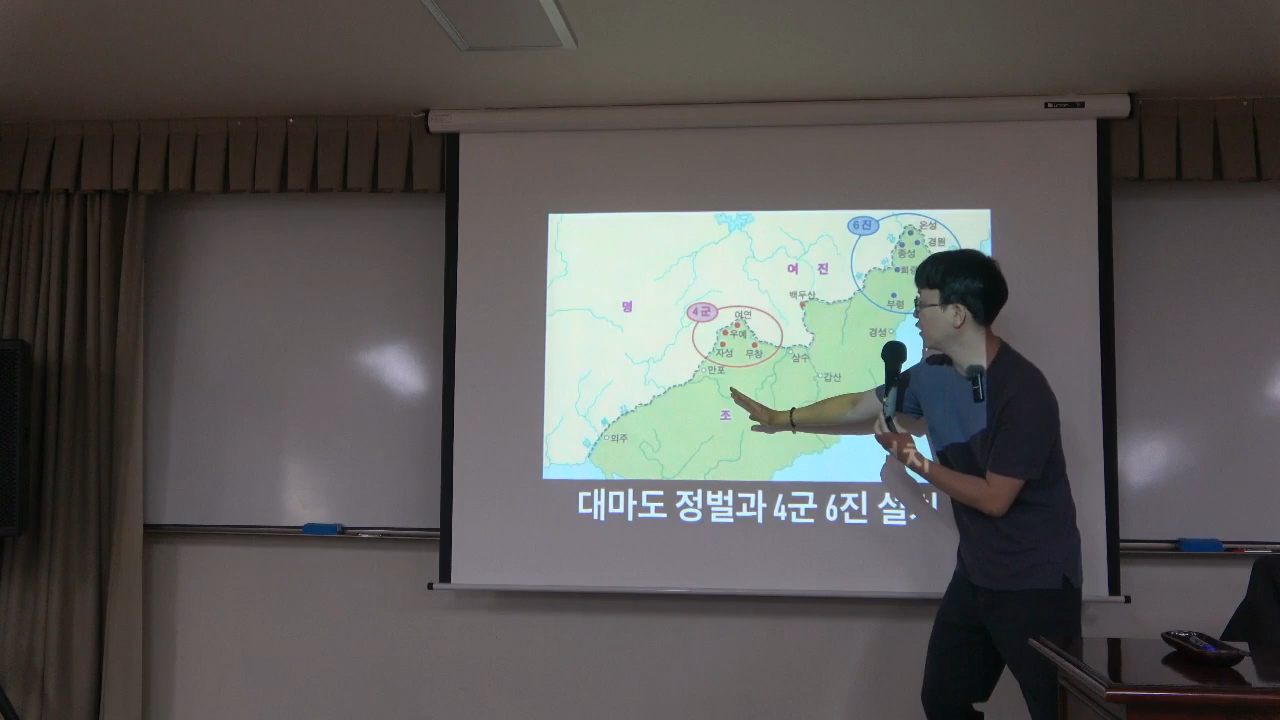 6진
온성
경원
종성
여 진
백두산
부령
명
4군
여연
우예
경성
자성
무창
삼수
만포
갑산
조
의주
대마도 정벌과 4군 6진